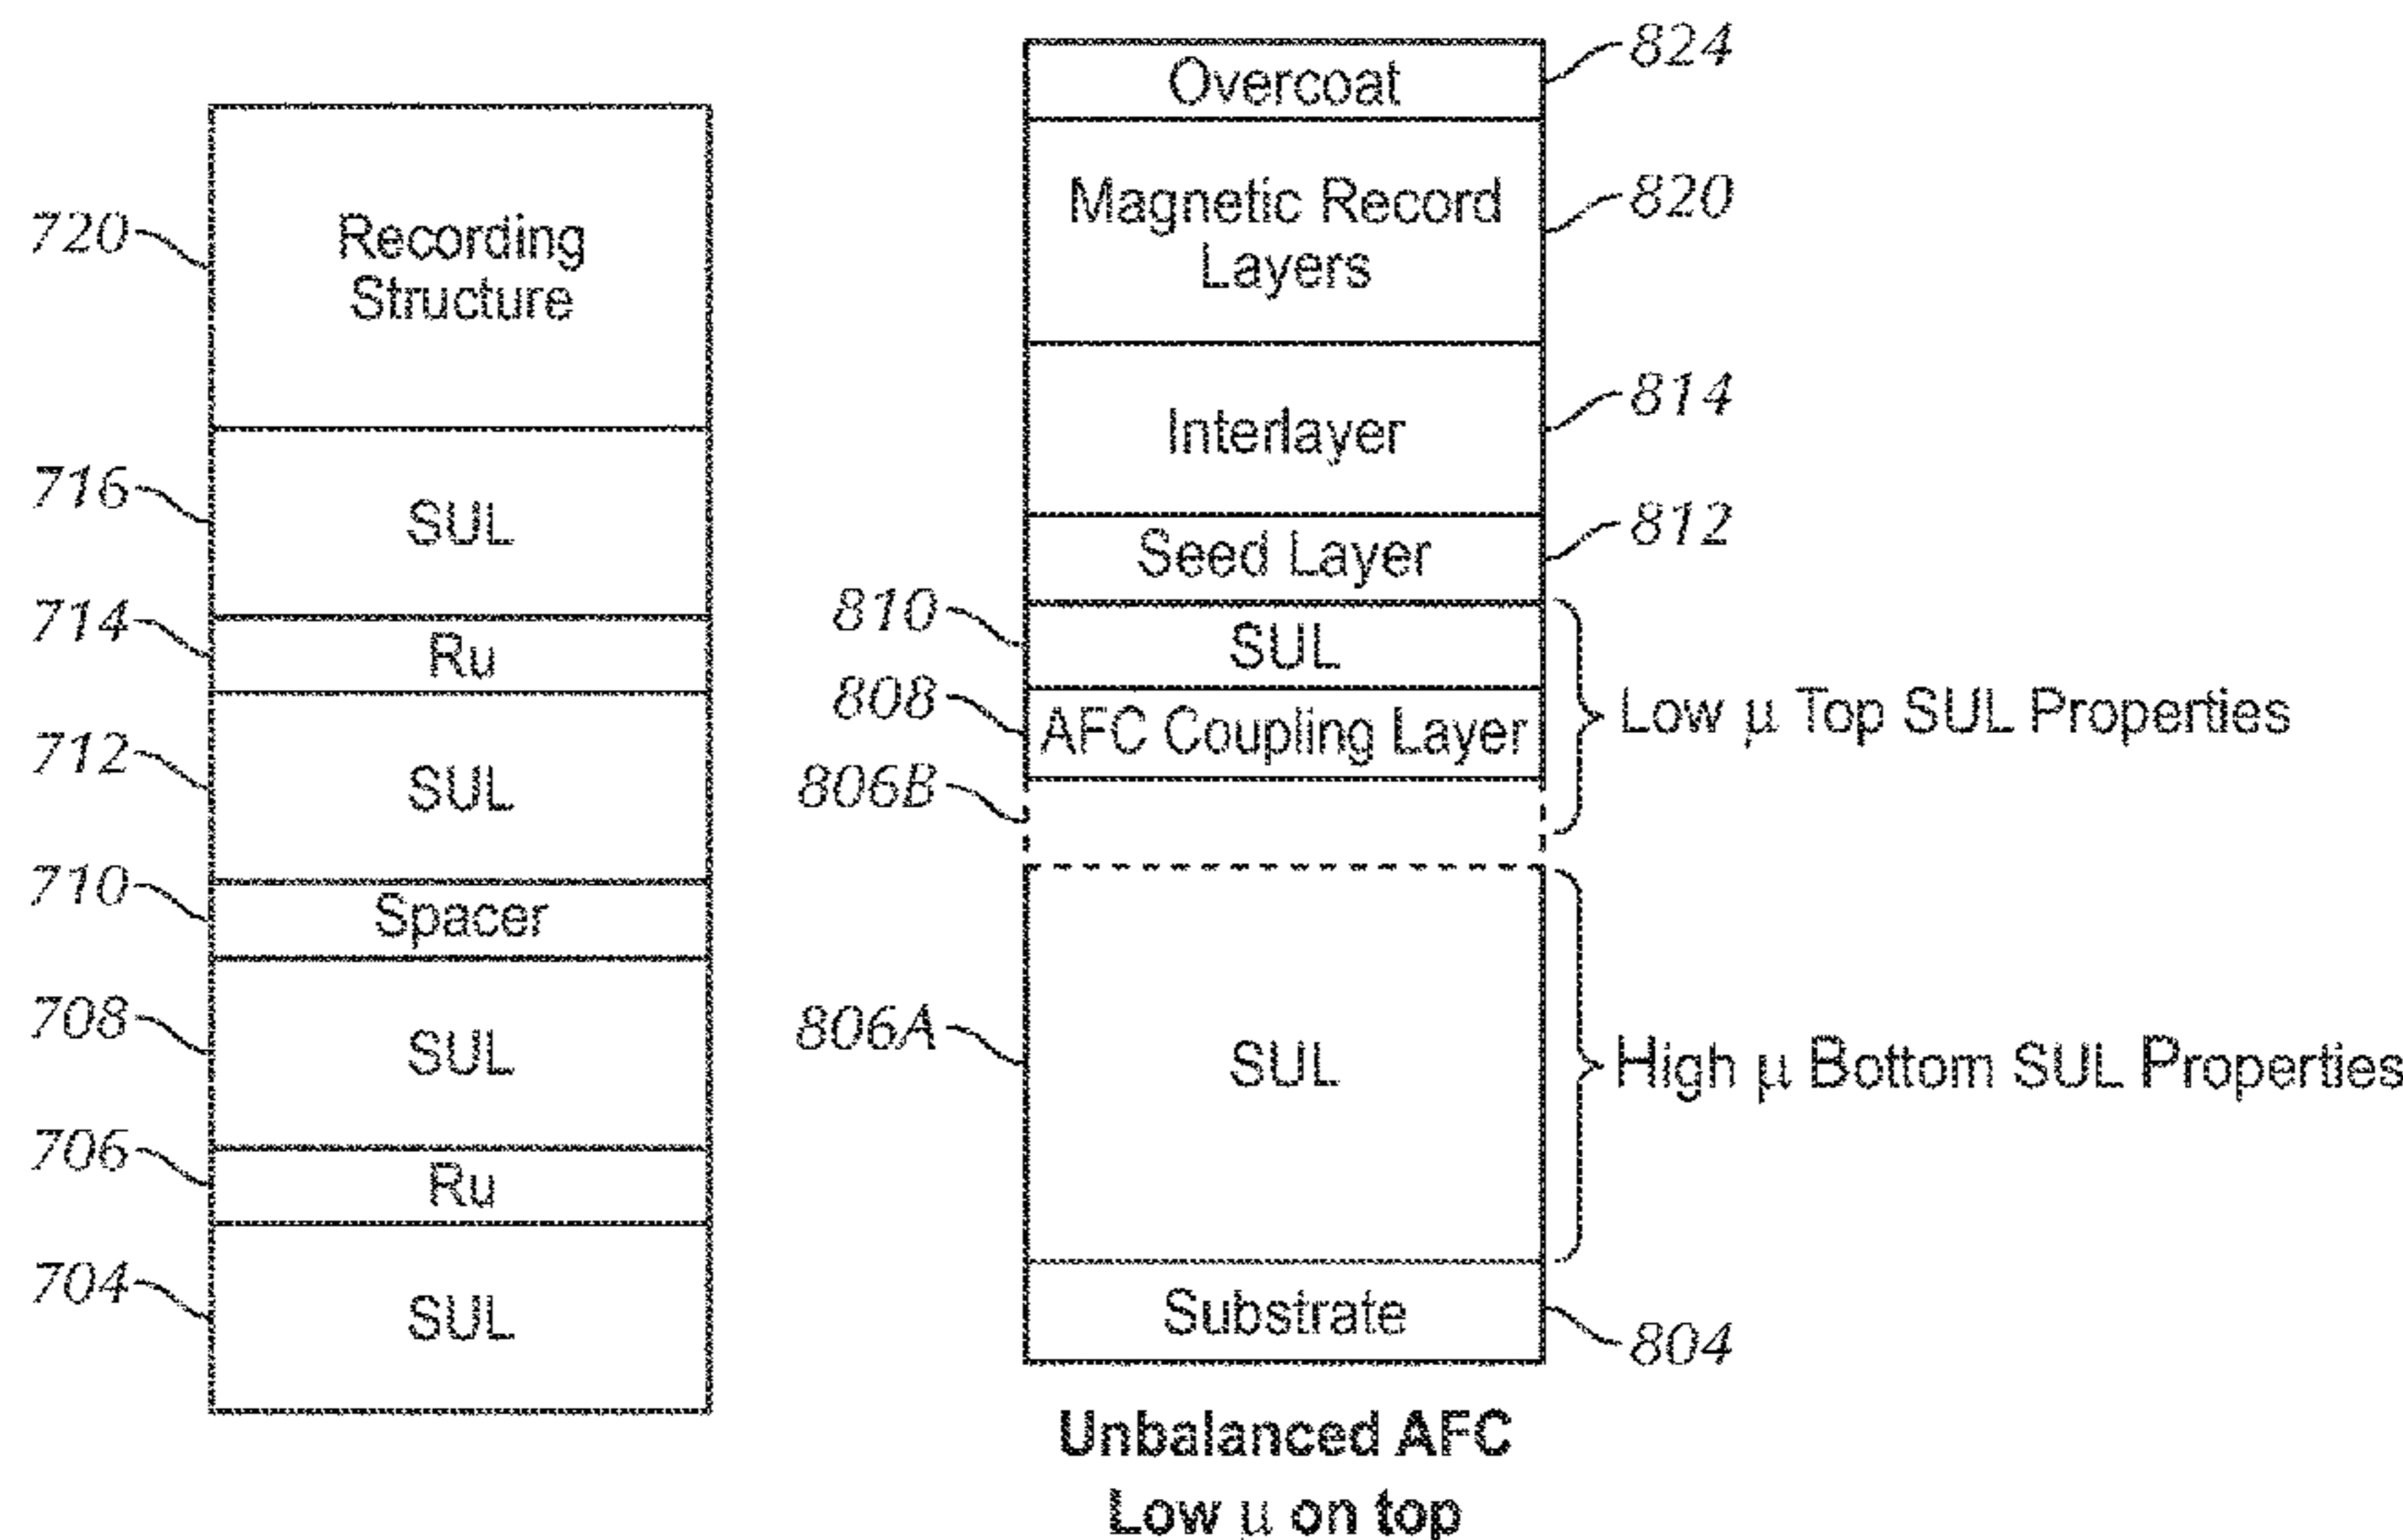 720
Recording
Structure
716
SUL
714
Ru
712
SUL
710
Spacer
708
SUL
706
Ru
704
SUL
Overcoat
824
Magnetic Record
Layers
820
Interlayer
814
Seed Layer
812
810
SUL
808
AFC Coupling Layer
Low µ Top SUL Properties
806B
806A
SUL
High µ Bottom SUL Properties
Substrate
804
Unbalanced AFC
Low µ on top